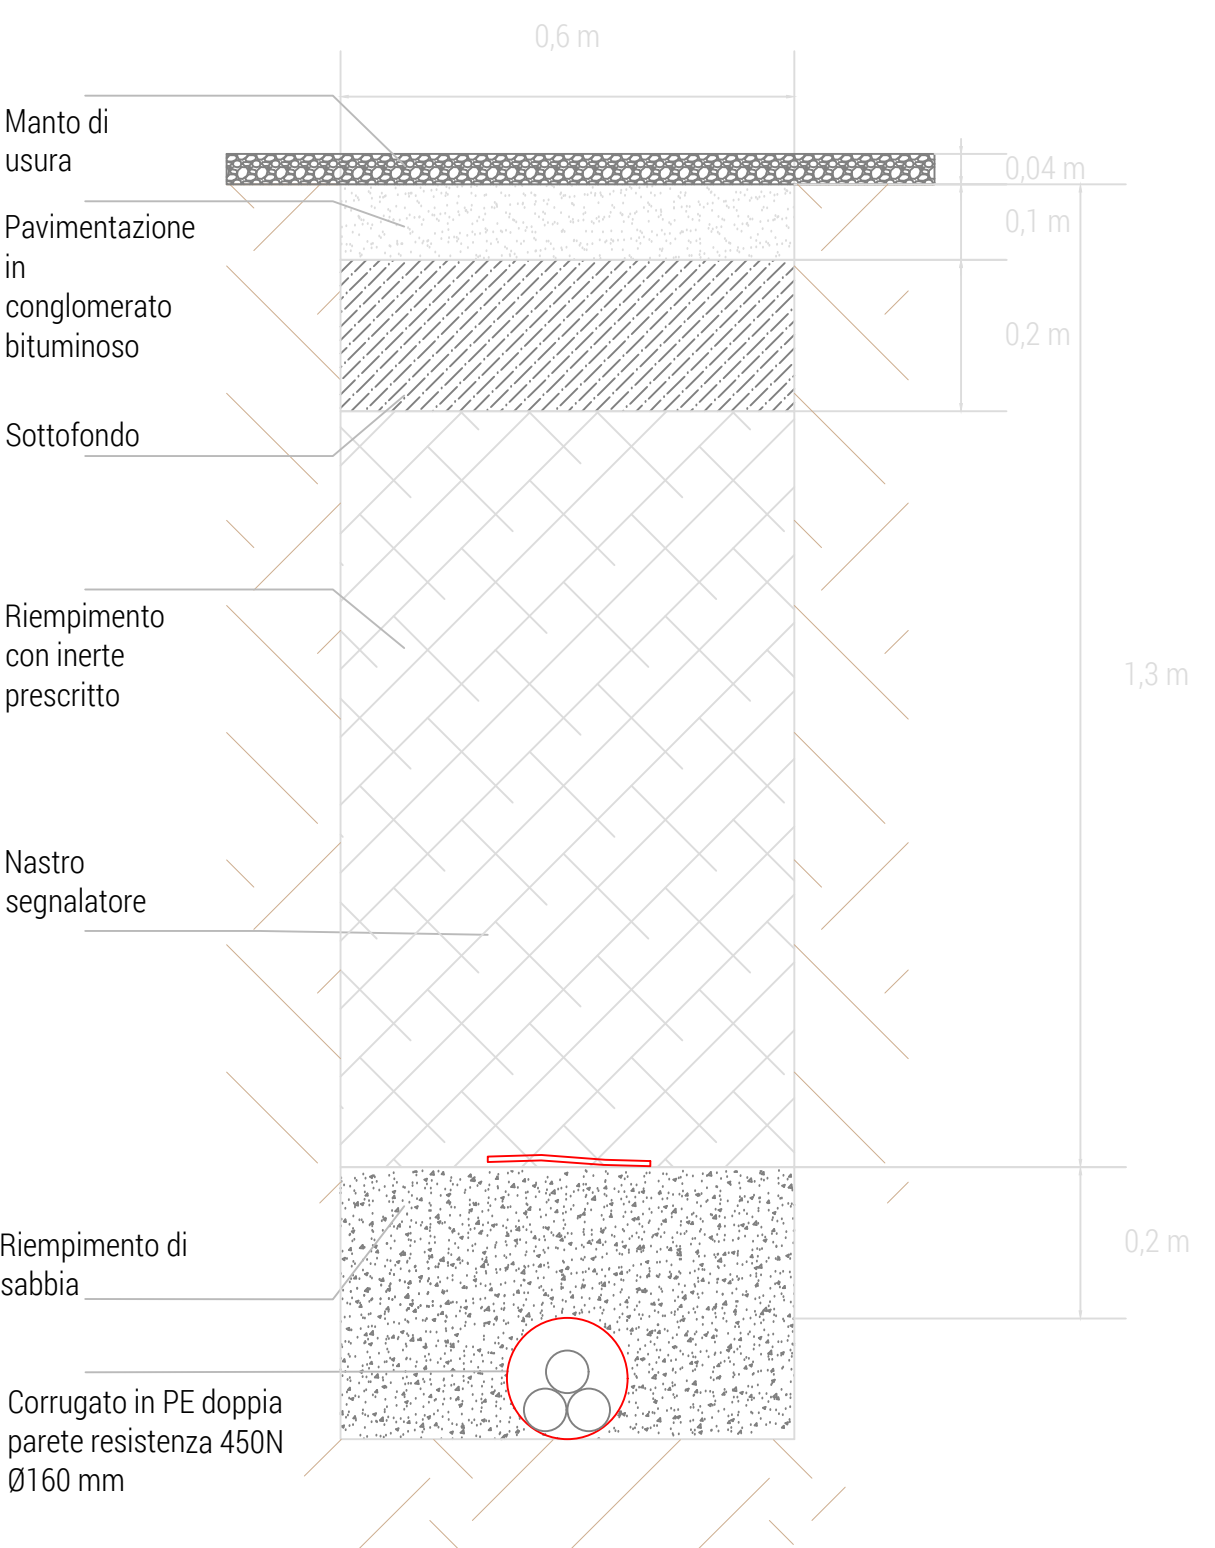 0,6 m
Manto di
usura
0,04 m
Pavimentazione
in
conglomerato
bituminoso
0,1 m
0,2 m
Sottofondo
Riempimento
con inerte
prescritto
1,3 m
Nastro
segnalatore
Riempimento di
sabbia
0,2 m
Corrugato in PE doppia
parete resistenza 450N
Ø160 mm